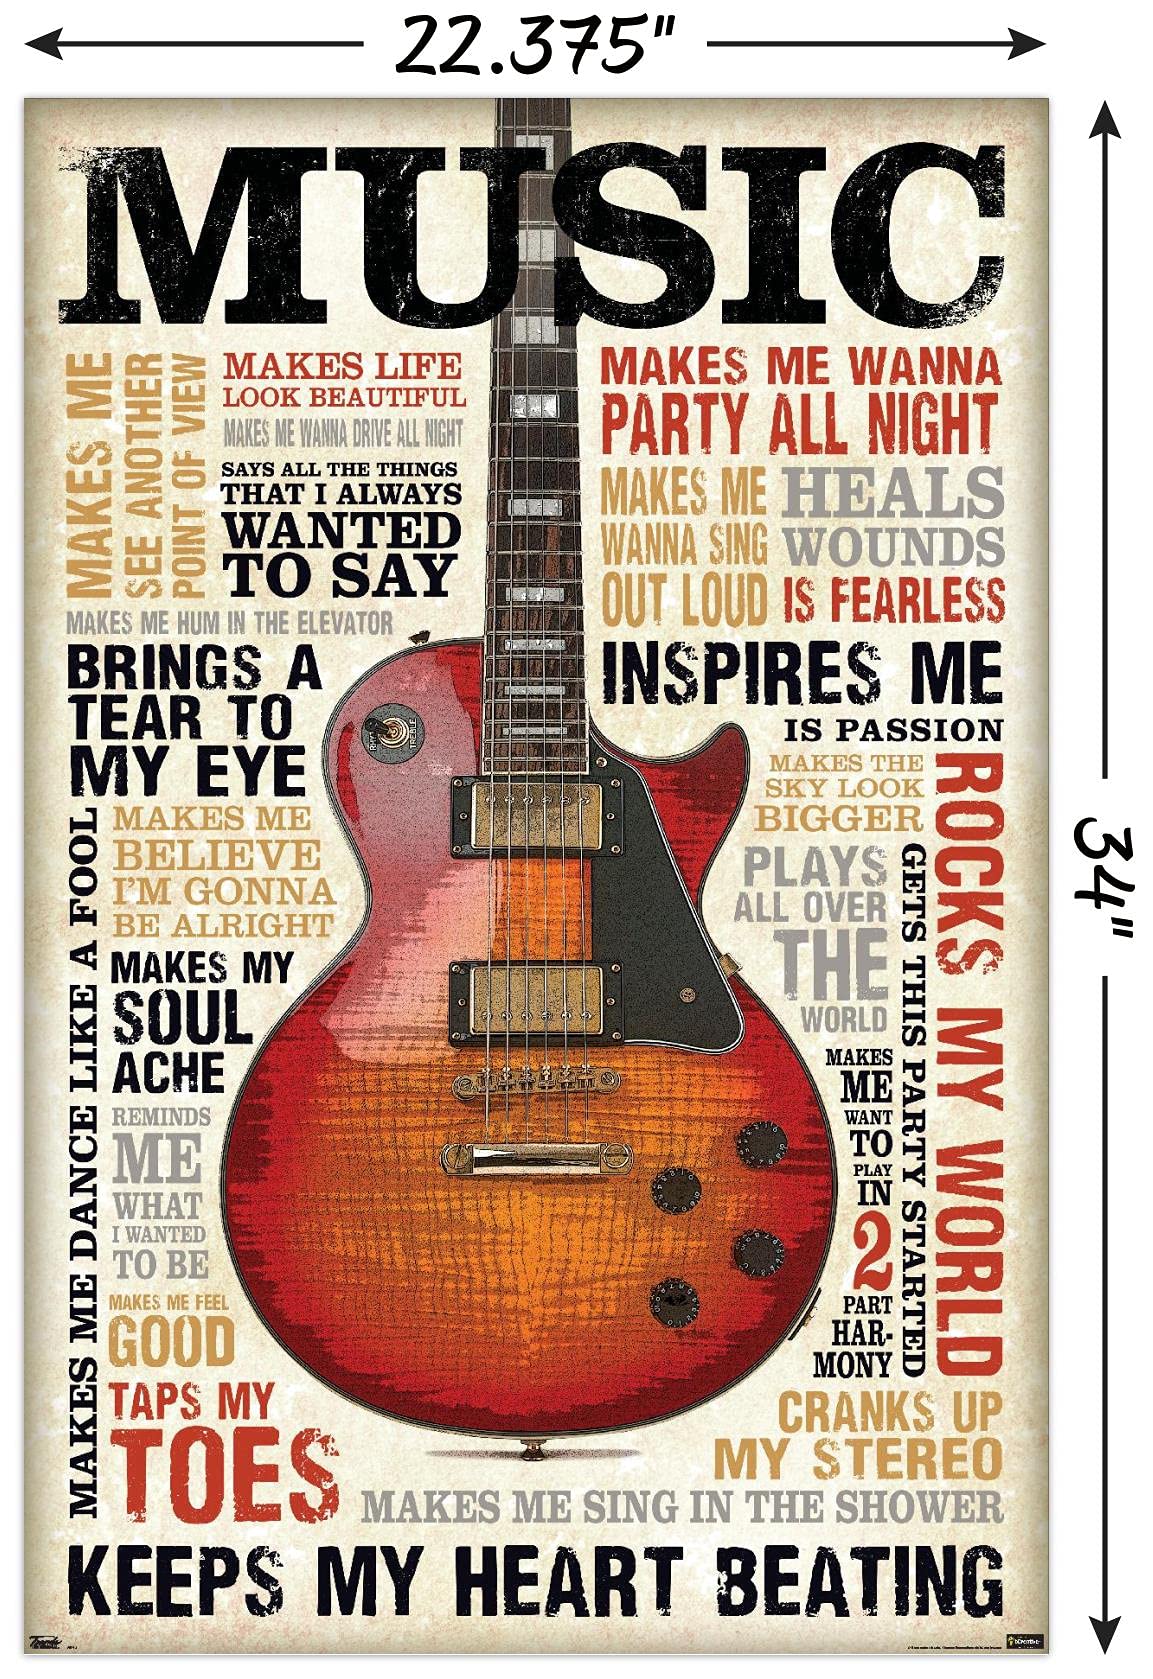 22.375"
34"
MUSIC
MAKES ME
SEE ANOTHER
POINT OF VIEW
MAKES LIFE
LOOK BEAUTIFUL
MAKES ME WANNA DRIVE ALL NIGHT
SAYS ALL THE THINGS
THAT I ALWAYS
WANTED
TO SAY
MAKES ME HUM IN THE ELEVATOR
BRINGS A
TEAR TO
MY EYE
MAKES ME DANCE LIKE A FOOL
MAKES ME
BELIEVE
I'M GONNA
BE ALRIGHT
MAKES MY
SOUL
ACHE
REMINDS
ME
WHAT
I WANTED
TO BE
MAKES ME FEEL
GOOD
TAPS MY
TOES
MAKES ME WANNA
PARTY ALL NIGHT
MAKES ME
WANNA SING
OUT LOUD
HEALS
WOUNDS
IS FEARLESS
INSPIRES ME
IS PASSION
MAKES THE
SKY LOOK
BIGGER
ROCKS MY WORLD
GETS THIS PARTY STARTED
PLAYS
ALL OVER
THE
WORLD
MAKES
ME
WANT
TO
PLAY
IN
2
PART
HAR-
MONY
CRANKS UP
MY STEREO
MAKES ME SING IN THE SHOWER
KEEPS MY HEART BEATING
RHYTHM
TREBLE
Trends